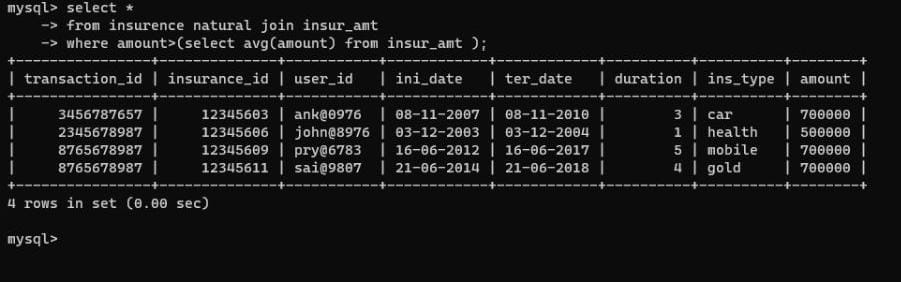 mysql> select *
    -> from insurence natural join insur_amt
    -> where amount>(select avg(amount) from insur_amt );
+----------------+--------------+-----------+------------+------------+----------+----------+--------+
| transaction_id | insurance_id | user_id   | ini_date   | ter_date   | duration | ins_type | amount |
+----------------+--------------+-----------+------------+------------+----------+----------+--------+
|     3456787657 |     12345603 | ank@0976  | 08-11-2007 | 08-11-2010 |        3 | car      | 700000 |
|     2345678987 |     12345606 | john@8976 | 03-12-2003 | 03-12-2004 |        1 | health   | 500000 |
|     8765678987 |     12345609 | pry@6783  | 16-06-2012 | 16-06-2017 |        5 | mobile   | 700000 |
|     8765678987 |     12345611 | sai@9807  | 21-06-2014 | 21-06-2018 |        4 | gold     | 700000 |
+----------------+--------------+-----------+------------+------------+----------+----------+--------+
4 rows in set (0.00 sec)
mysql>